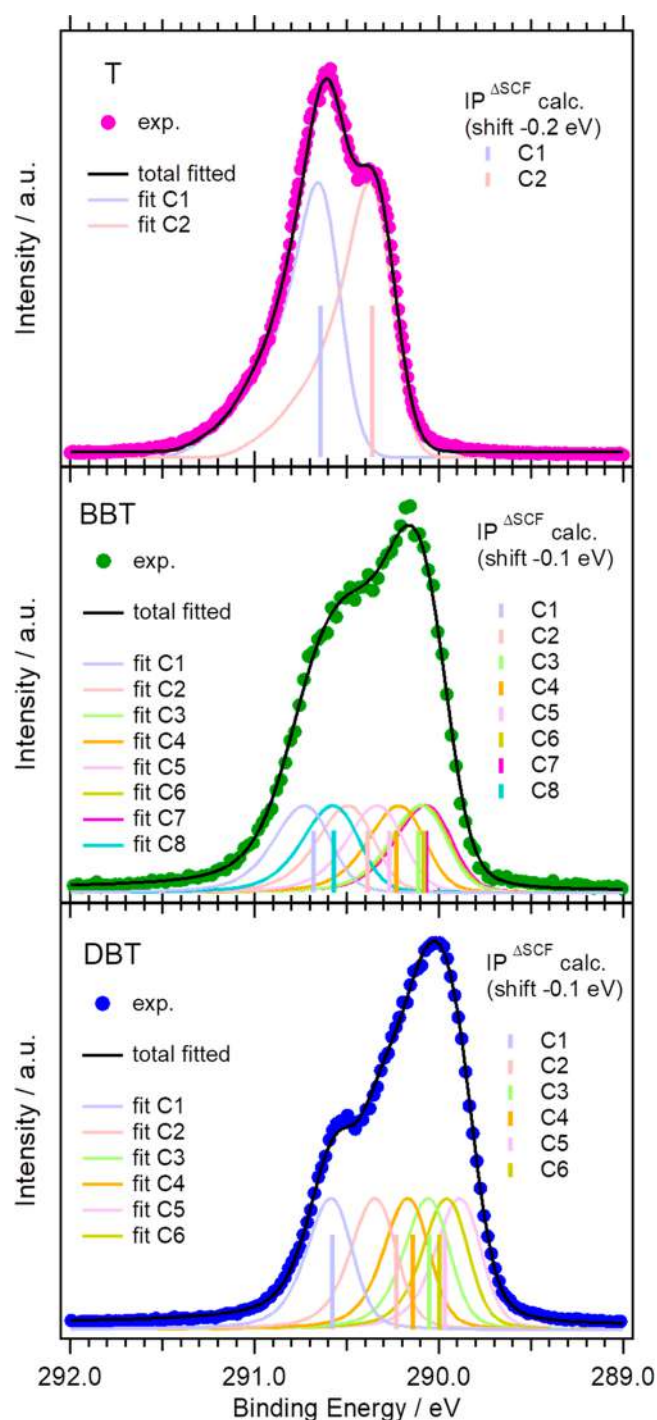 T
exp.
total fitted
fit C1
fit C2
IP ΔSCF calc.
(shift -0.2 eV)
C1
C2
Intensity / a.u.
BBT
exp.
total fitted
fit C1
fit C2
fit C3
fit C4
fit C5
fit C6
fit C7
fit C8
IP ΔSCF calc.
(shift -0.1 eV)
C1
C2
C3
C4
C5
C6
C7
C8
Intensity / a.u.
DBT
exp.
total fitted
fit C1
fit C2
fit C3
fit C4
fit C5
fit C6
IP ΔSCF calc.
(shift -0.1 eV)
C1
C2
C3
C4
C5
C6
Intensity / a.u.
292.0 291.0 290.0 289.0
Binding Energy / eV